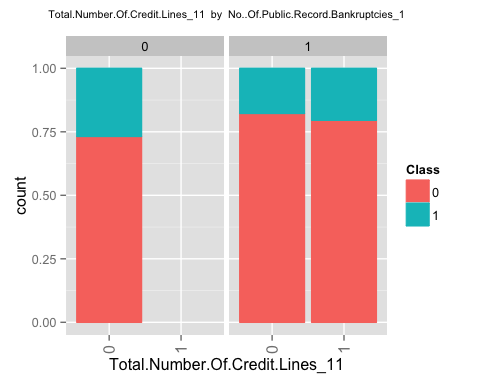 Total.Number.Of.Credit.Lines_11 by No..Of.Public.Record.Bankruptcies_1
0 1
1.00
0.75
0.50
0.25
0.00
count
0 1 0 1
Total.Number.Of.Credit.Lines_11
Class
0
1